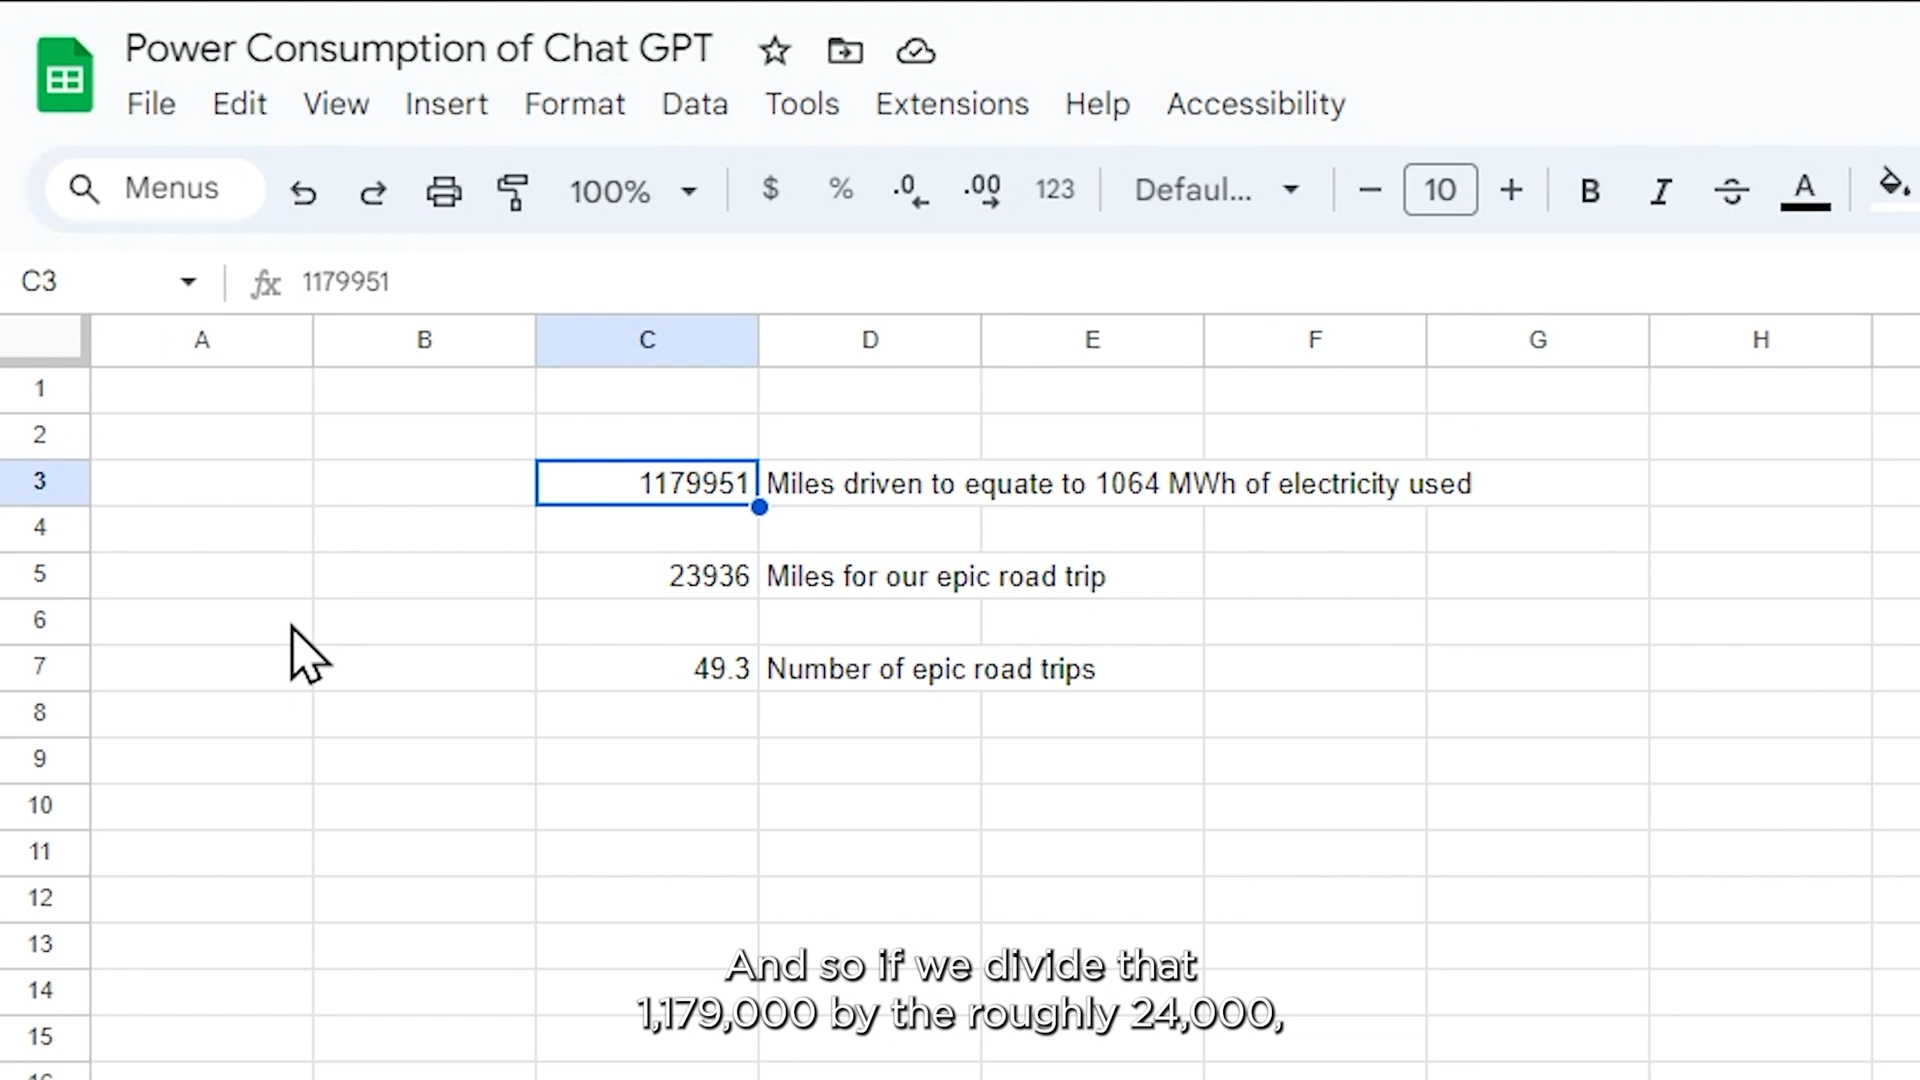 Power Consumption of Chat GPT
File Edit View Insert Format Data Tools Extensions Help Accessibility
Menus 100% $ % .0 .00 123 Defaul... 10 B I S A
C3 fx 1179951
A B C D E F G H
1
2
3 1179951 Miles driven to equate to 1064 MWh of electricity used
4
5 23936 Miles for our epic road trip
6
7 49.3 Number of epic road trips
8
9
10
11
12
13
14
15
And so if we divide that
1,179,000 by the roughly 24,000,